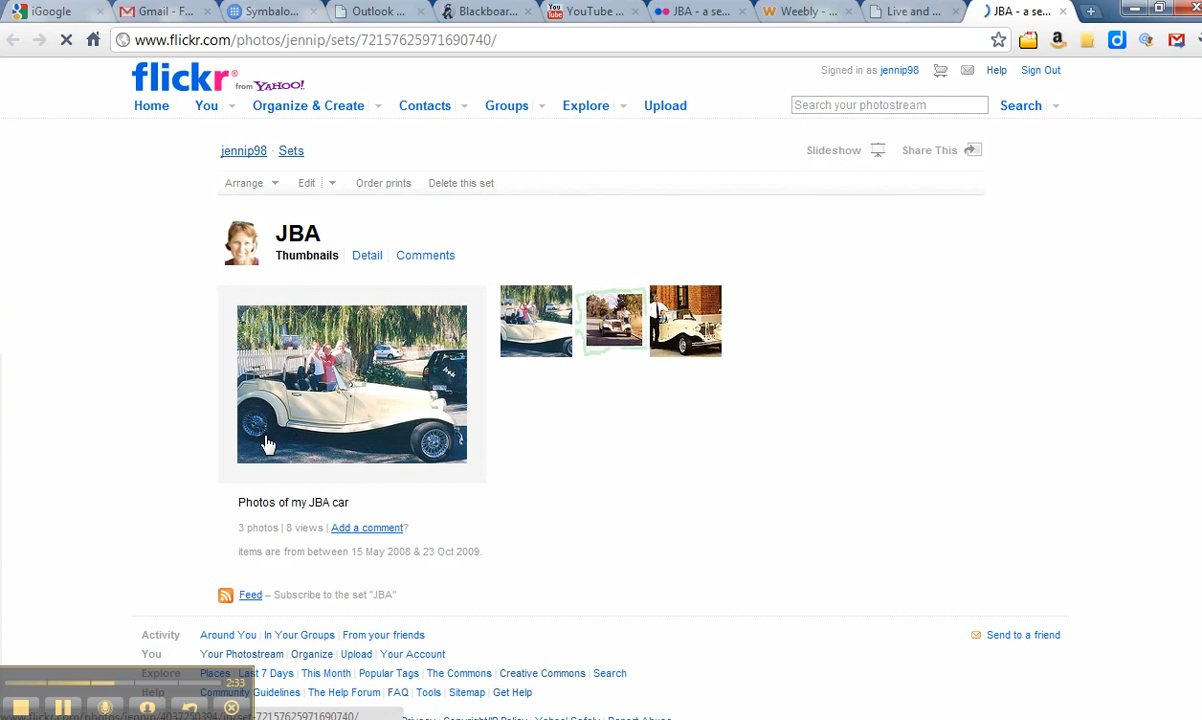 iGoogle
Gmail - F...
Symbalo...
Outlook ...
Blackboar...
YouTube ...
JBA - a se...
Weebly - ...
Live and ...
JBA - a se...
www.flickr.com/photos/jennip/sets/72157625971690740/
flickr from YAHOO!
Signed in as jennip98 Help Sign Out
Home You Organize & Create Contacts Groups Explore Upload Search your photostream Search
jennip98 · Sets
Slideshow Share This
Arrange Edit Order prints Delete this set
JBA
Thumbnails Detail Comments
Photos of my JBA car
3 photos | 8 views | Add a comment?
items are from between 15 May 2008 & 23 Oct 2009.
Feed – Subscribe to the set "JBA"
Activity Around You | In Your Groups | From your friends
Send to a friend
You Your Photostream | Organize | Upload | Your Account
Explore Places | Last 7 Days | This Month | Popular Tags | The Commons | Creative Commons | Search
2:33
Help Community Guidelines | The Help Forum | FAQ | Tools | Sitemap | Get Help